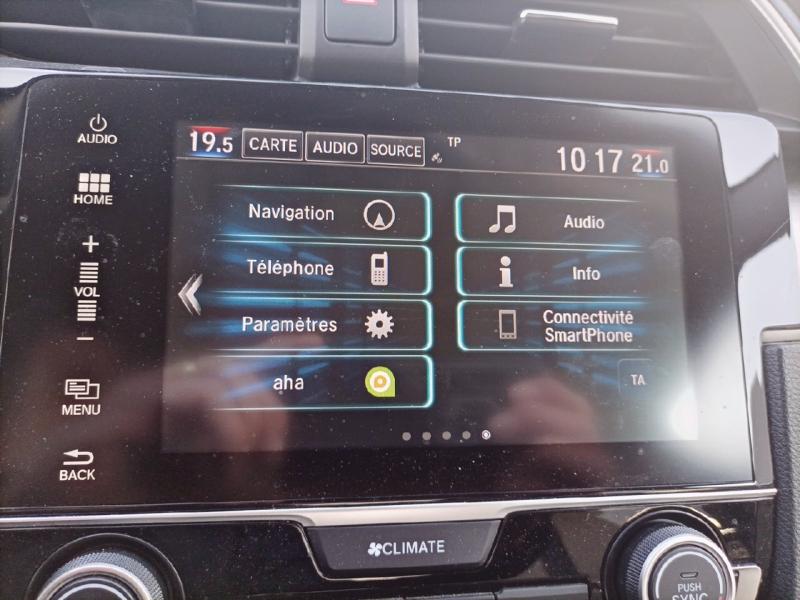 AUDIO
HOME
+
VOL
−
MENU
BACK
19.5 CARTE AUDIO SOURCE TP 10 17 21.0
Navigation
Audio
Téléphone
Info
Paramètres
Connectivité
SmartPhone
aha
TA
CLIMATE
PUSH
SYNC